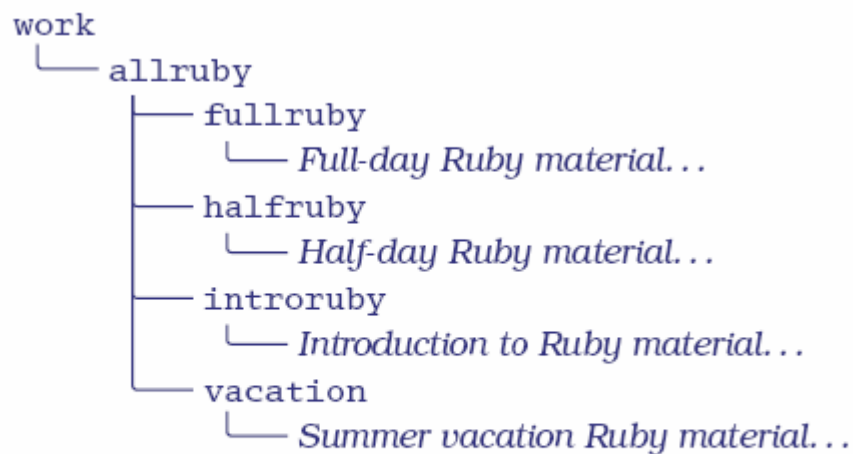 work
allruby
fullruby
Full-day Ruby material...
halfruby
Half-day Ruby material...
introruby
Introduction to Ruby material...
vacation
Summer vacation Ruby material...